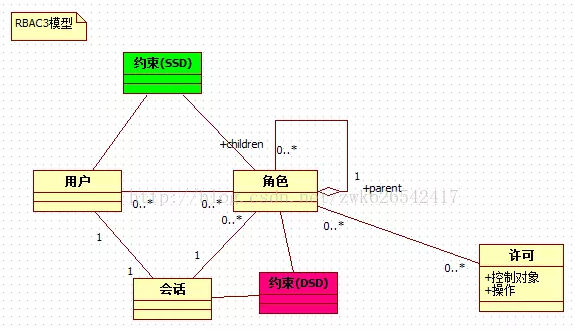 RBAC3模型
约束(SSD)
+children
0..*
1
+parent
用户
角色
http://blog.csdn.net/zwk626542417
0..*
0..*
0..*
0..*
1
1
1
1
0..*
会话
约束(DSD)
许可
+控制对象
+操作